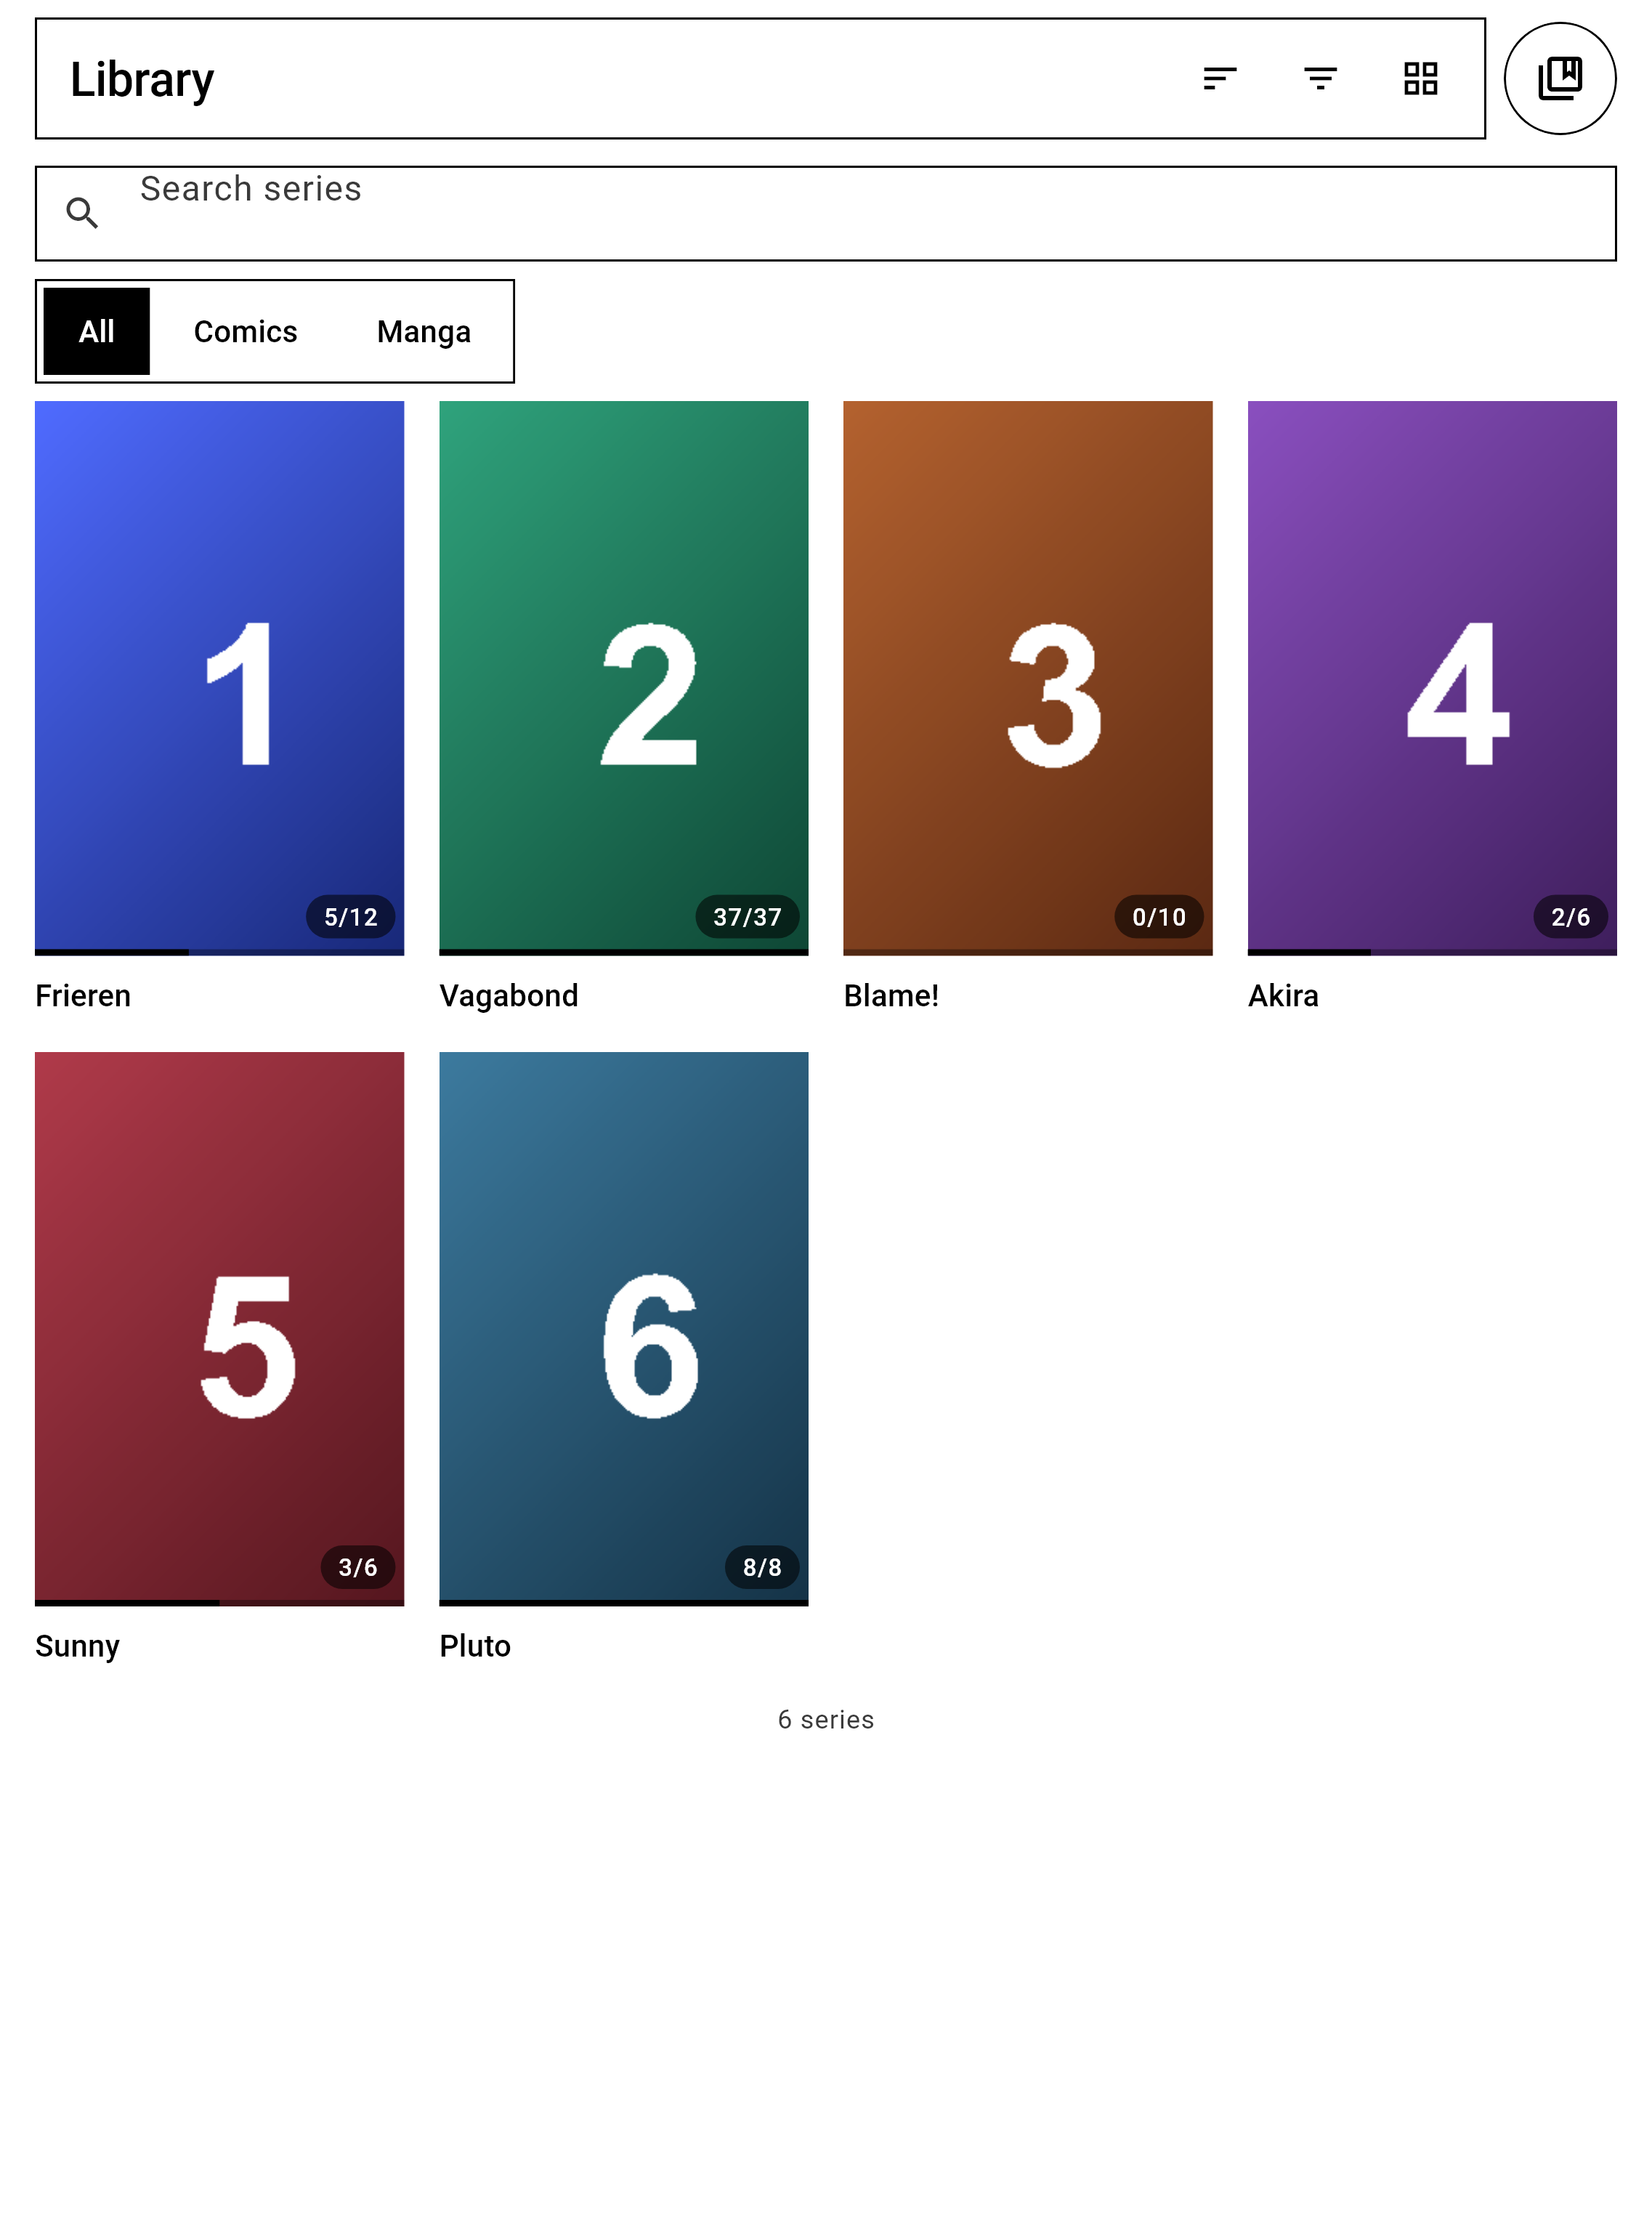 Library
Search series
All Comics Manga
1 2 3 4
5/12 37/37 0/10 2/6
Frieren Vagabond Blame! Akira
5 6
3/6 8/8
Sunny Pluto
6 series